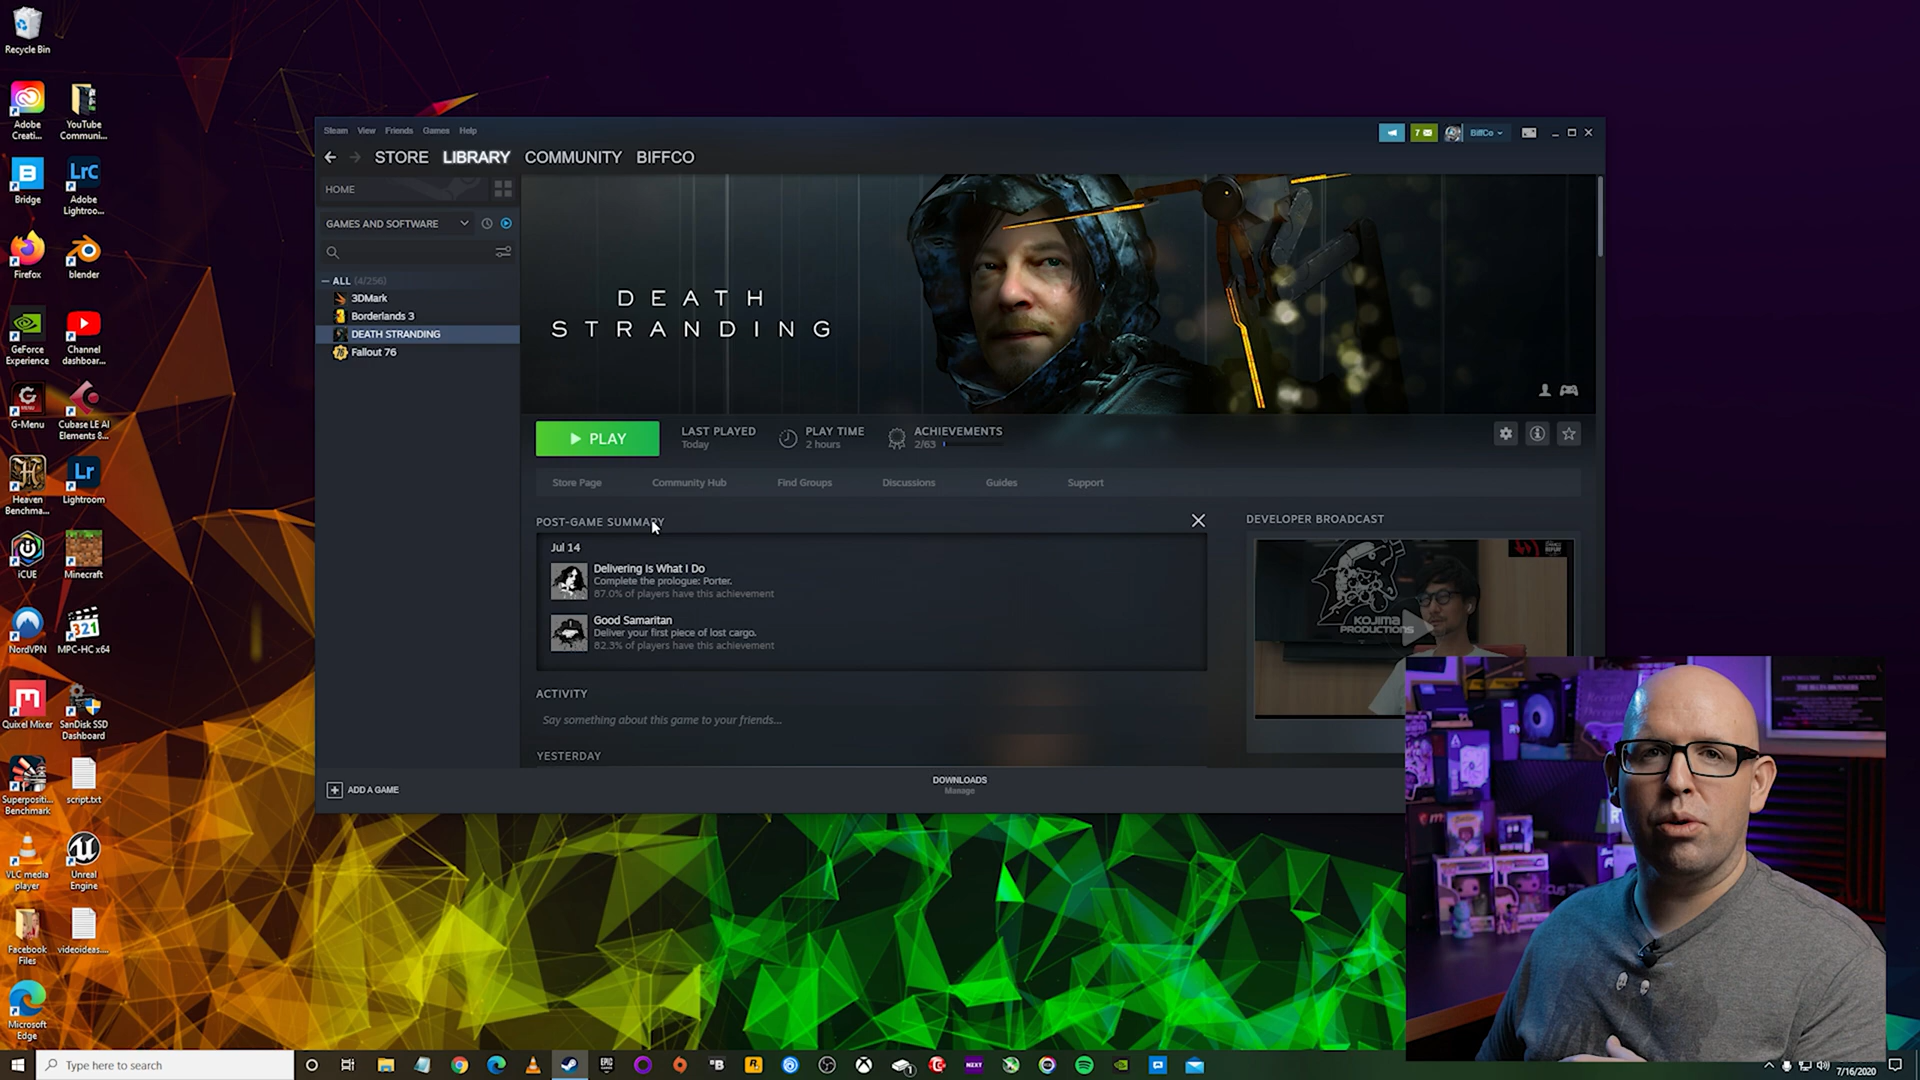 Recycle Bin
Adobe
Creati...
YouTube
Communi...
Bridge
Adobe
Lightroo...
Firefox
blender
GeForce
Experience
Channel
dashboar...
G-Menu
Cubase LE AI
Elements 8...
Heaven
Benchma...
Lightroom
iCUE
Minecraft
NordVPN
MPC-HC x64
Quixel Mixer
SanDisk SSD
Dashboard
Superpositi...
Benchmark
script.txt
VLC media
player
Unreal
Engine
Facebook
Files
videoideas....
Microsoft
Edge
Steam View Friends Games Help
7
BiffCo
STORE LIBRARY COMMUNITY BIFFCO
HOME
GAMES AND SOFTWARE
ALL (4/256)
3DMark
Borderlands 3
DEATH STRANDING
Fallout 76
DEATH
STRANDING
PLAY
LAST PLAYED
Today
PLAY TIME
2 hours
ACHIEVEMENTS
2/63
Store Page Community Hub Find Groups Discussions Guides Support
POST-GAME SUMMARY
Jul 14
Delivering Is What I Do
Complete the prologue: Porter.
87.0% of players have this achievement
Good Samaritan
Deliver your first piece of lost cargo.
82.3% of players have this achievement
DEVELOPER BROADCAST
KOJIMA
PRODUCTIONS
ACTIVITY
Say something about this game to your friends...
YESTERDAY
ADD A GAME
DOWNLOADS
Manage
Type here to search
7/16/2020